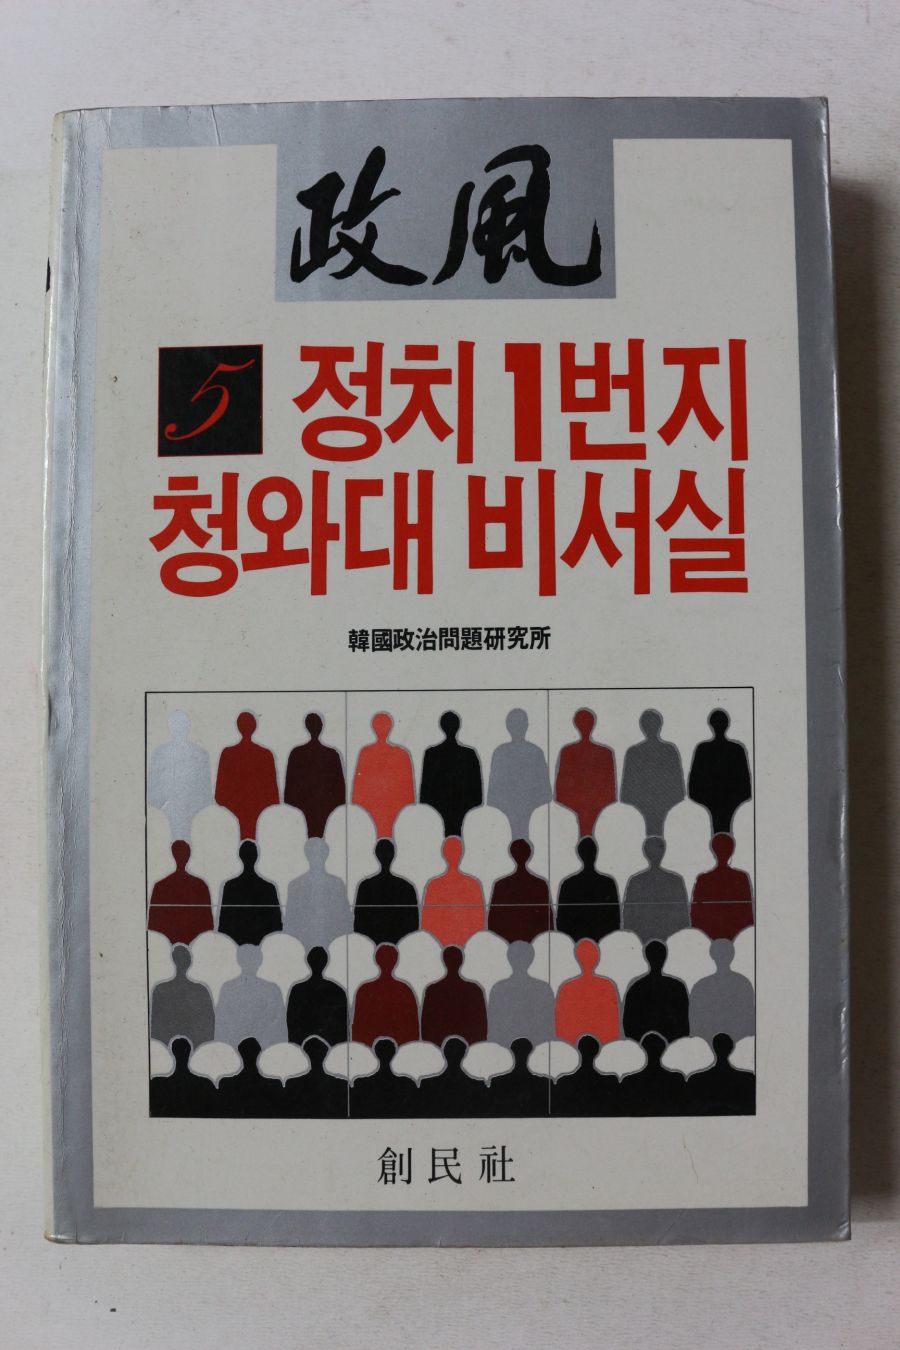 政風
5 정치 1번지
청와대 비서실
韓國政治問題研究所
創民社